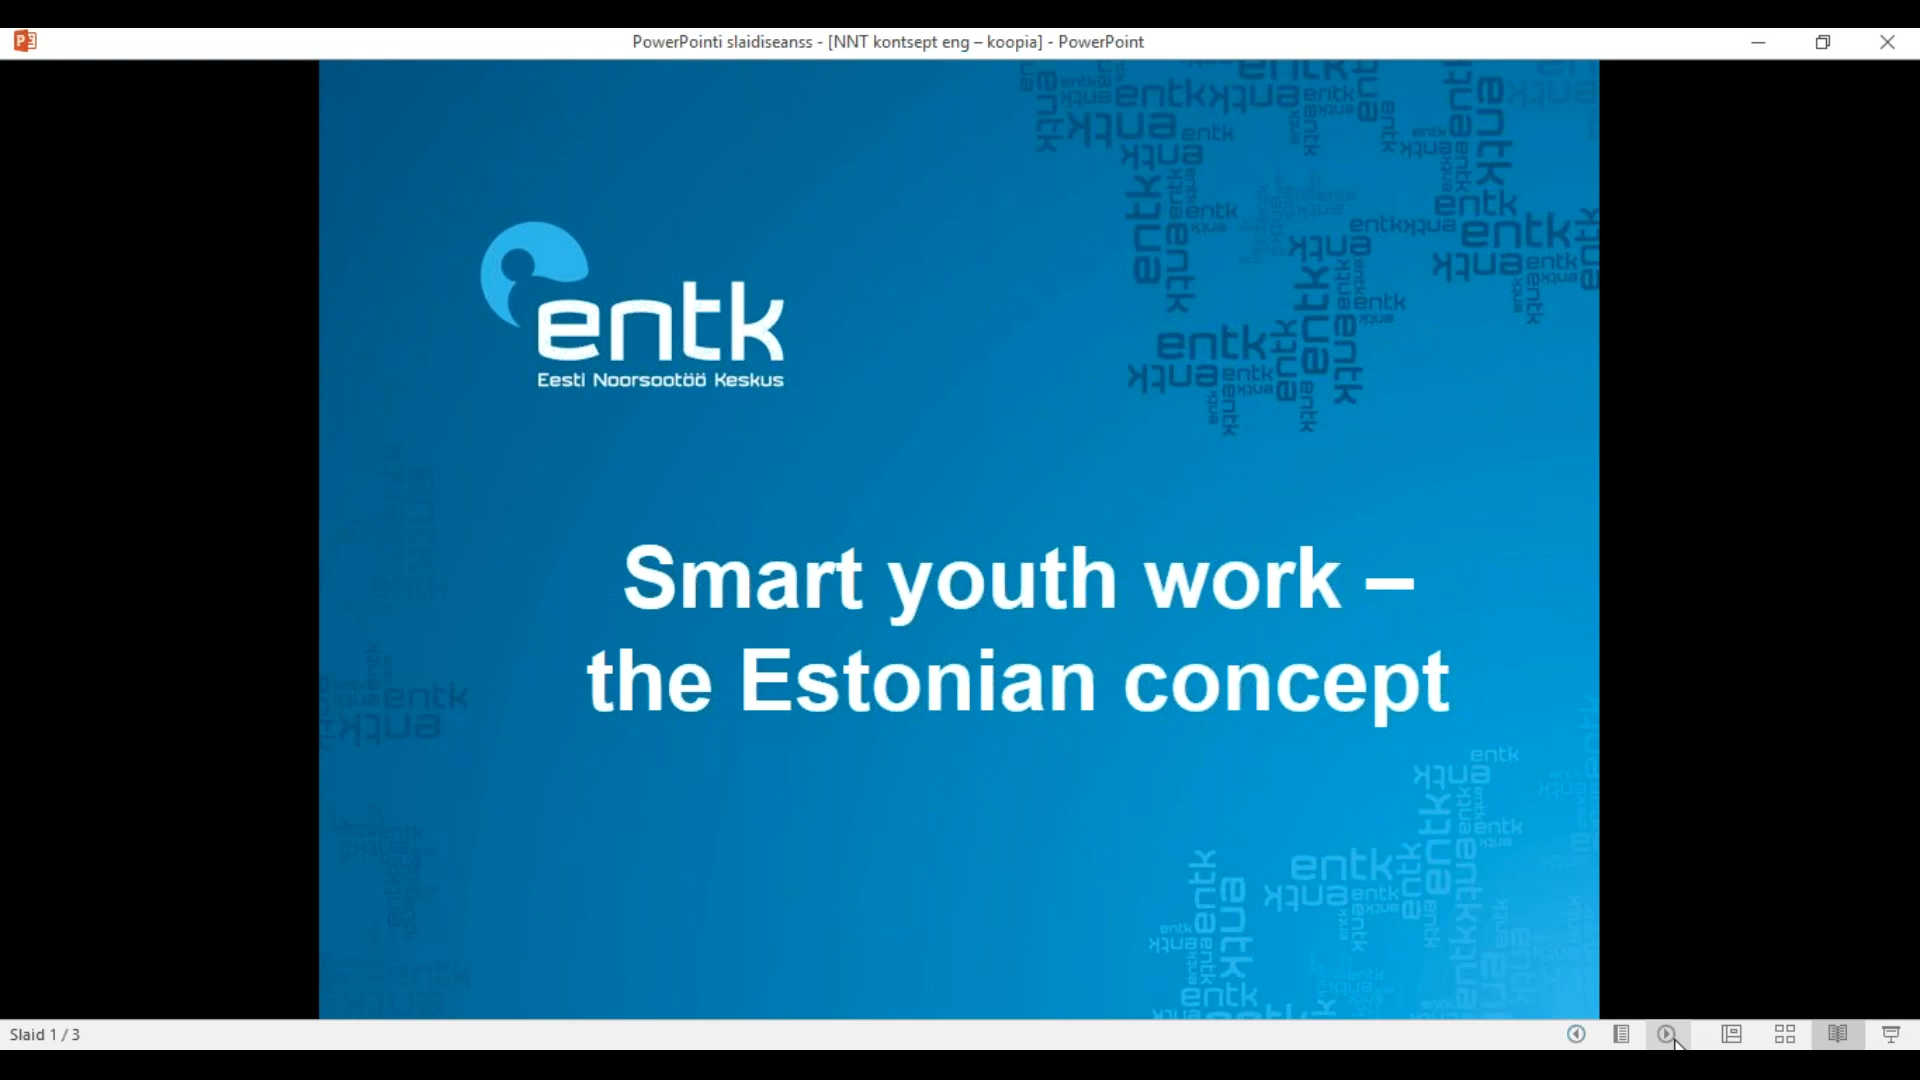 PowerPointi slaidiseanss - [NNT kontsept eng – koopia] - PowerPoint
entk
Eesti Noorsootöö Keskus
Smart youth work –
the Estonian concept
Slaid 1 / 3